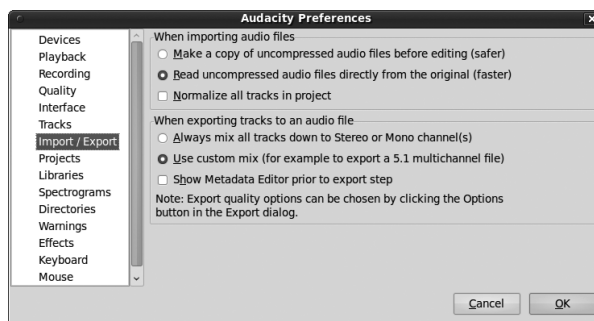 Audacity Preferences
Devices
Playback
Recording
Quality
Interface
Tracks
Import / Export
Projects
Libraries
Spectrograms
Directories
Warnings
Effects
Keyboard
Mouse
When importing audio files
Make a copy of uncompressed audio files before editing (safer)
Read uncompressed audio files directly from the original (faster)
Normalize all tracks in project
When exporting tracks to an audio file
Always mix all tracks down to Stereo or Mono channel(s)
Use custom mix (for example to export a 5.1 multichannel file)
Show Metadata Editor prior to export step
Note: Export quality options can be chosen by clicking the Options
button in the Export dialog.
Cancel
OK